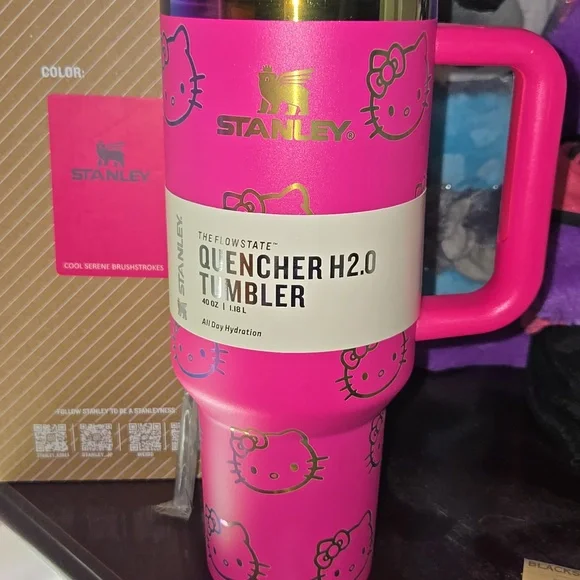 COLOR:
STANLEY
COOL SERENE BRUSHSTROKES
FOLLOW STANLEY TO BE A STANLEYNESS
STANLEY®
STANLEY
THE FLOWSTATE™
QUENCHER H2.0
TUMBLER
40 OZ | 1.18 L
All Day Hydration